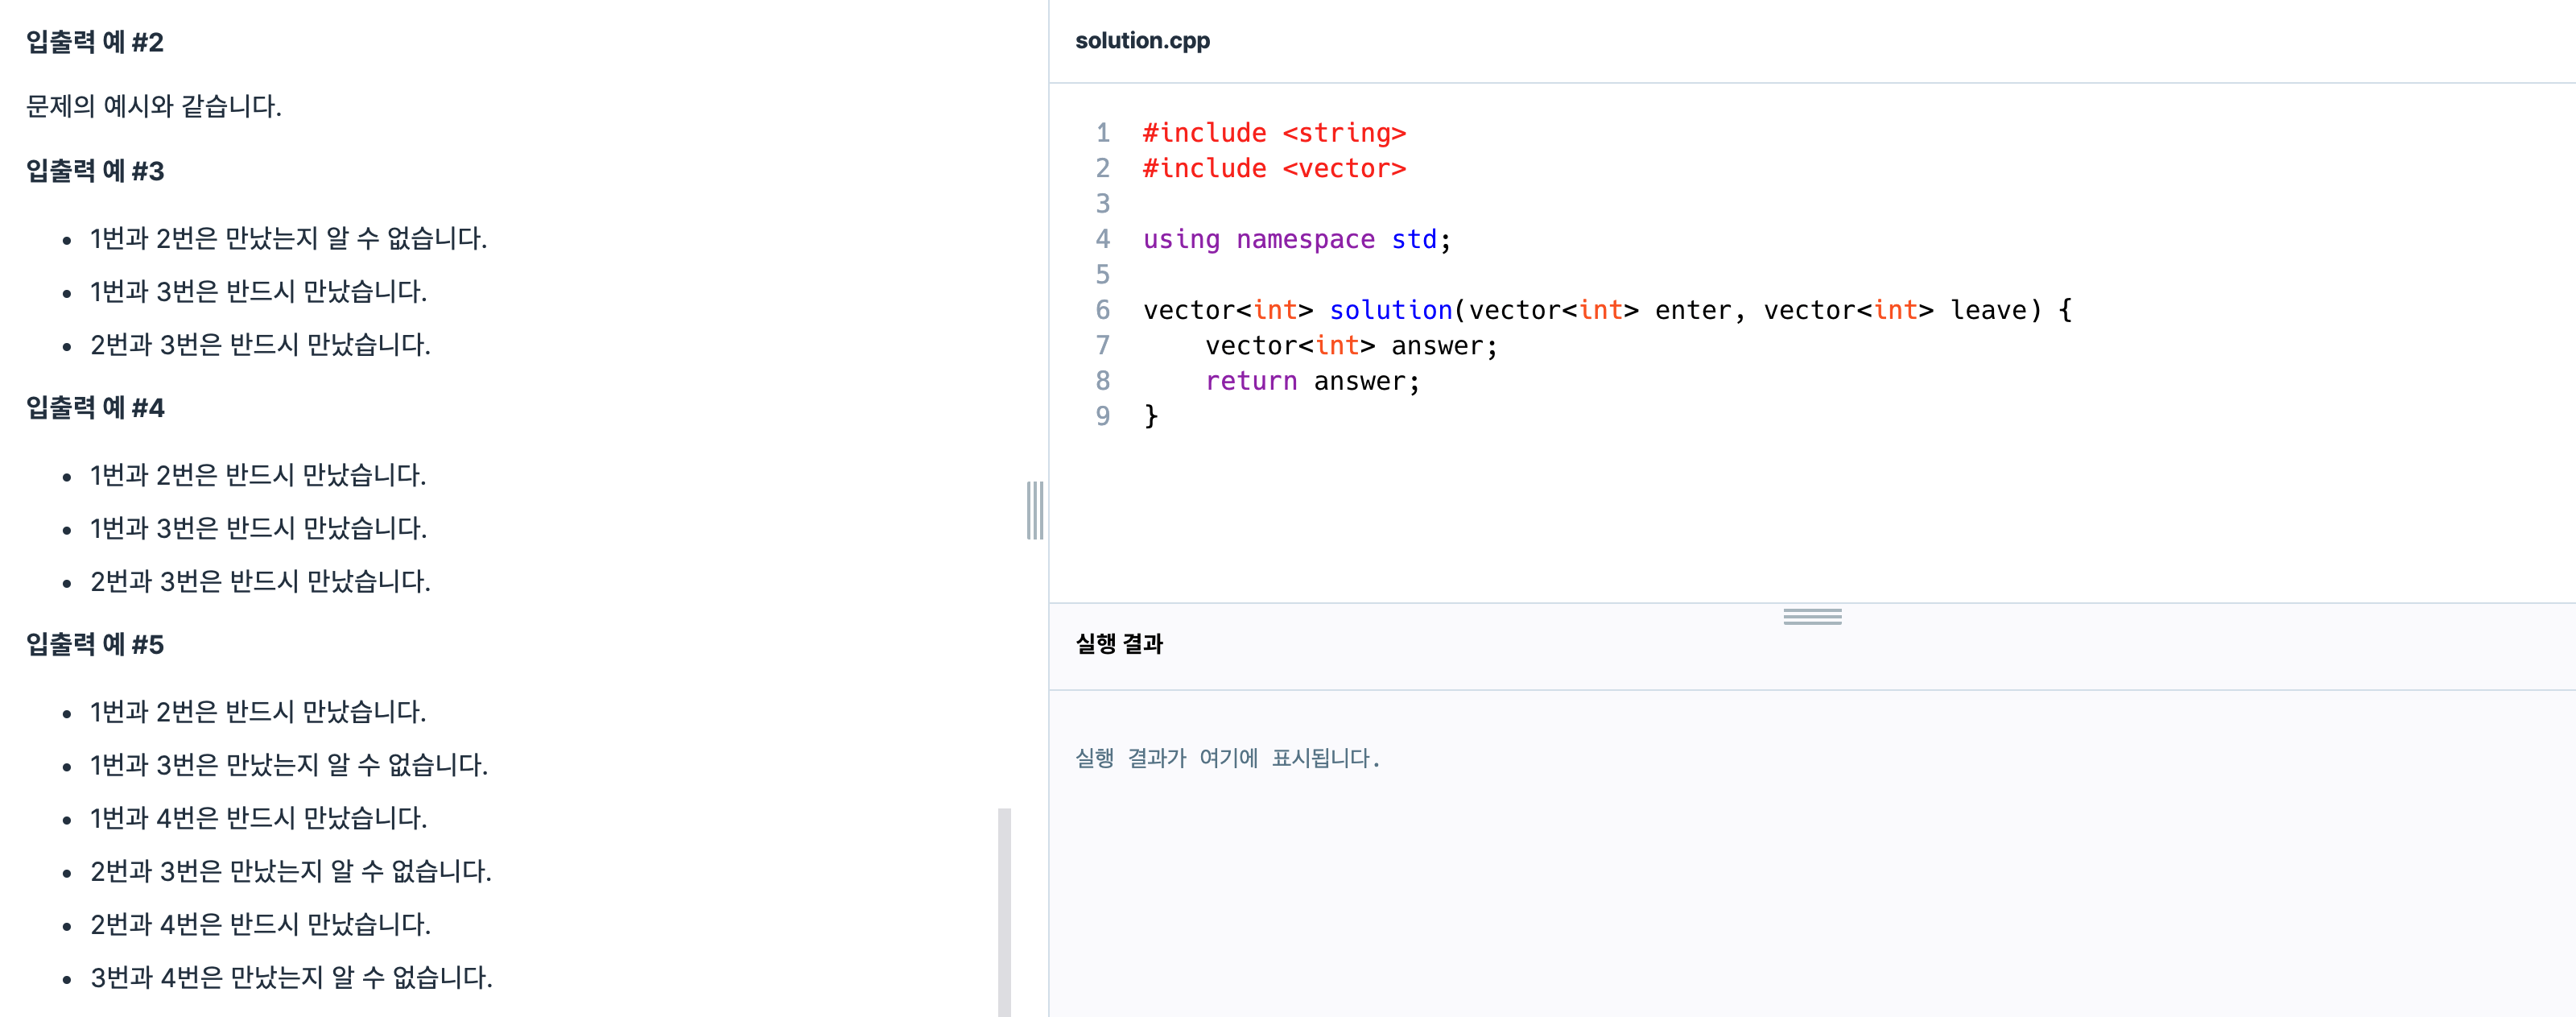 입출력 예 #2
문제의 예시와 같습니다.
입출력 예 #3
• 1번과 2번은 만났는지 알 수 없습니다.
• 1번과 3번은 반드시 만났습니다.
• 2번과 3번은 반드시 만났습니다.
입출력 예 #4
• 1번과 2번은 반드시 만났습니다.
• 1번과 3번은 반드시 만났습니다.
• 2번과 3번은 반드시 만났습니다.
입출력 예 #5
• 1번과 2번은 반드시 만났습니다.
• 1번과 3번은 만났는지 알 수 없습니다.
• 1번과 4번은 반드시 만났습니다.
• 2번과 3번은 만났는지 알 수 없습니다.
• 2번과 4번은 반드시 만났습니다.
• 3번과 4번은 만났는지 알 수 없습니다.
solution.cpp
1 #include <string>
2 #include <vector>
3
4 using namespace std;
5
6 vector<int> solution(vector<int> enter, vector<int> leave) {
7     vector<int> answer;
8     return answer;
9 }
실행 결과
실행 결과가 여기에 표시됩니다.